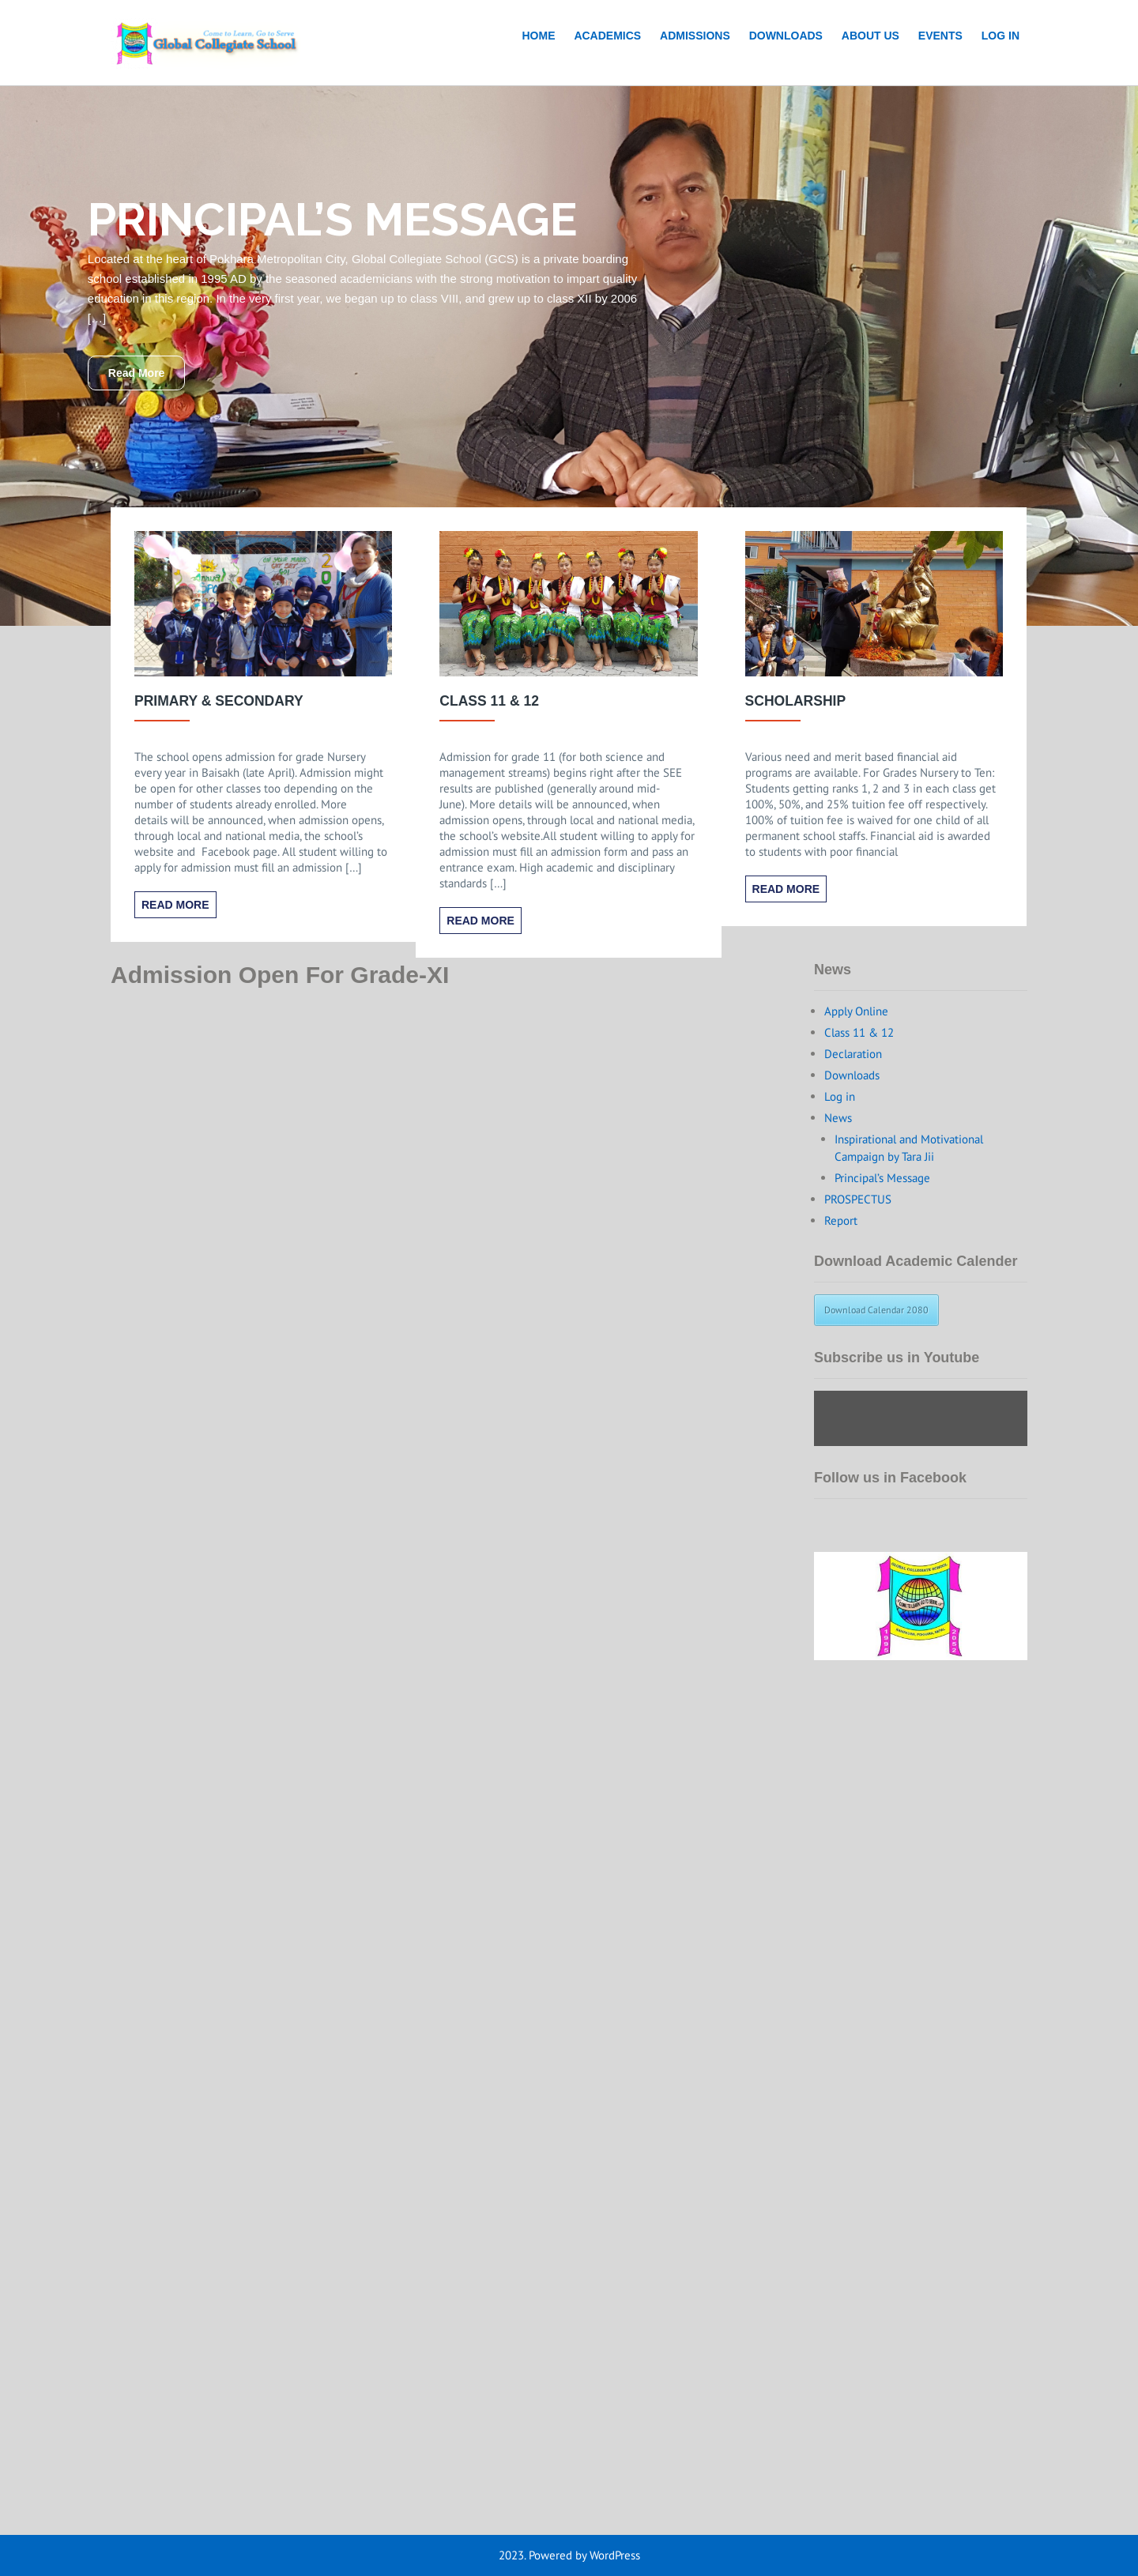 Come to Learn, Go to Serve
Global Collegiate School
HOME ACADEMICS ADMISSIONS DOWNLOADS ABOUT US EVENTS LOG IN
PRINCIPAL’S MESSAGE
Located at the heart of Pokhara Metropolitan City, Global Collegiate School (GCS) is a private boarding
school established in 1995 AD by the seasoned academicians with the strong motivation to impart quality
education in this region. In the very first year, we began up to class VIII, and grew up to class XII by 2006
[…]
Read More
PRIMARY & SECONDARY
The school opens admission for grade Nursery
every year in Baisakh (late April). Admission might
be open for other classes too depending on the
number of students already enrolled. More
details will be announced, when admission opens,
through local and national media, the school’s
website and  Facebook page. All student willing to
apply for admission must fill an admission […]
READ MORE
CLASS 11 & 12
Admission for grade 11 (for both science and
management streams) begins right after the SEE
results are published (generally around mid-
June). More details will be announced, when
admission opens, through local and national media,
the school’s website.All student willing to apply for
admission must fill an admission form and pass an
entrance exam. High academic and disciplinary
standards […]
READ MORE
SCHOLARSHIP
Various need and merit based financial aid
programs are available. For Grades Nursery to Ten:
Students getting ranks 1, 2 and 3 in each class get
100%, 50%, and 25% tuition fee off respectively.
100% of tuition fee is waived for one child of all
permanent school staffs. Financial aid is awarded
to students with poor financial
READ MORE
Admission Open For Grade-XI
News
Apply Online
Class 11 & 12
Declaration
Downloads
Log in
News
Inspirational and Motivational
Campaign by Tara Jii
Principal’s Message
PROSPECTUS
Report
Download Academic Calender
Download Calendar 2080
Subscribe us in Youtube
Follow us in Facebook
GLOBAL COLLEGIATE SCHOOL
1995
2052
2023. Powered by WordPress